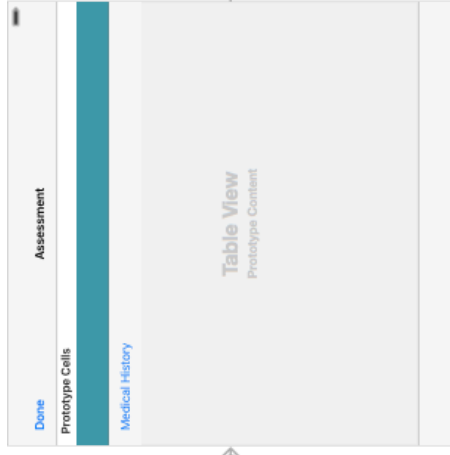 Done Assessment
Prototype Cells
Medical History
Table View
Prototype Content